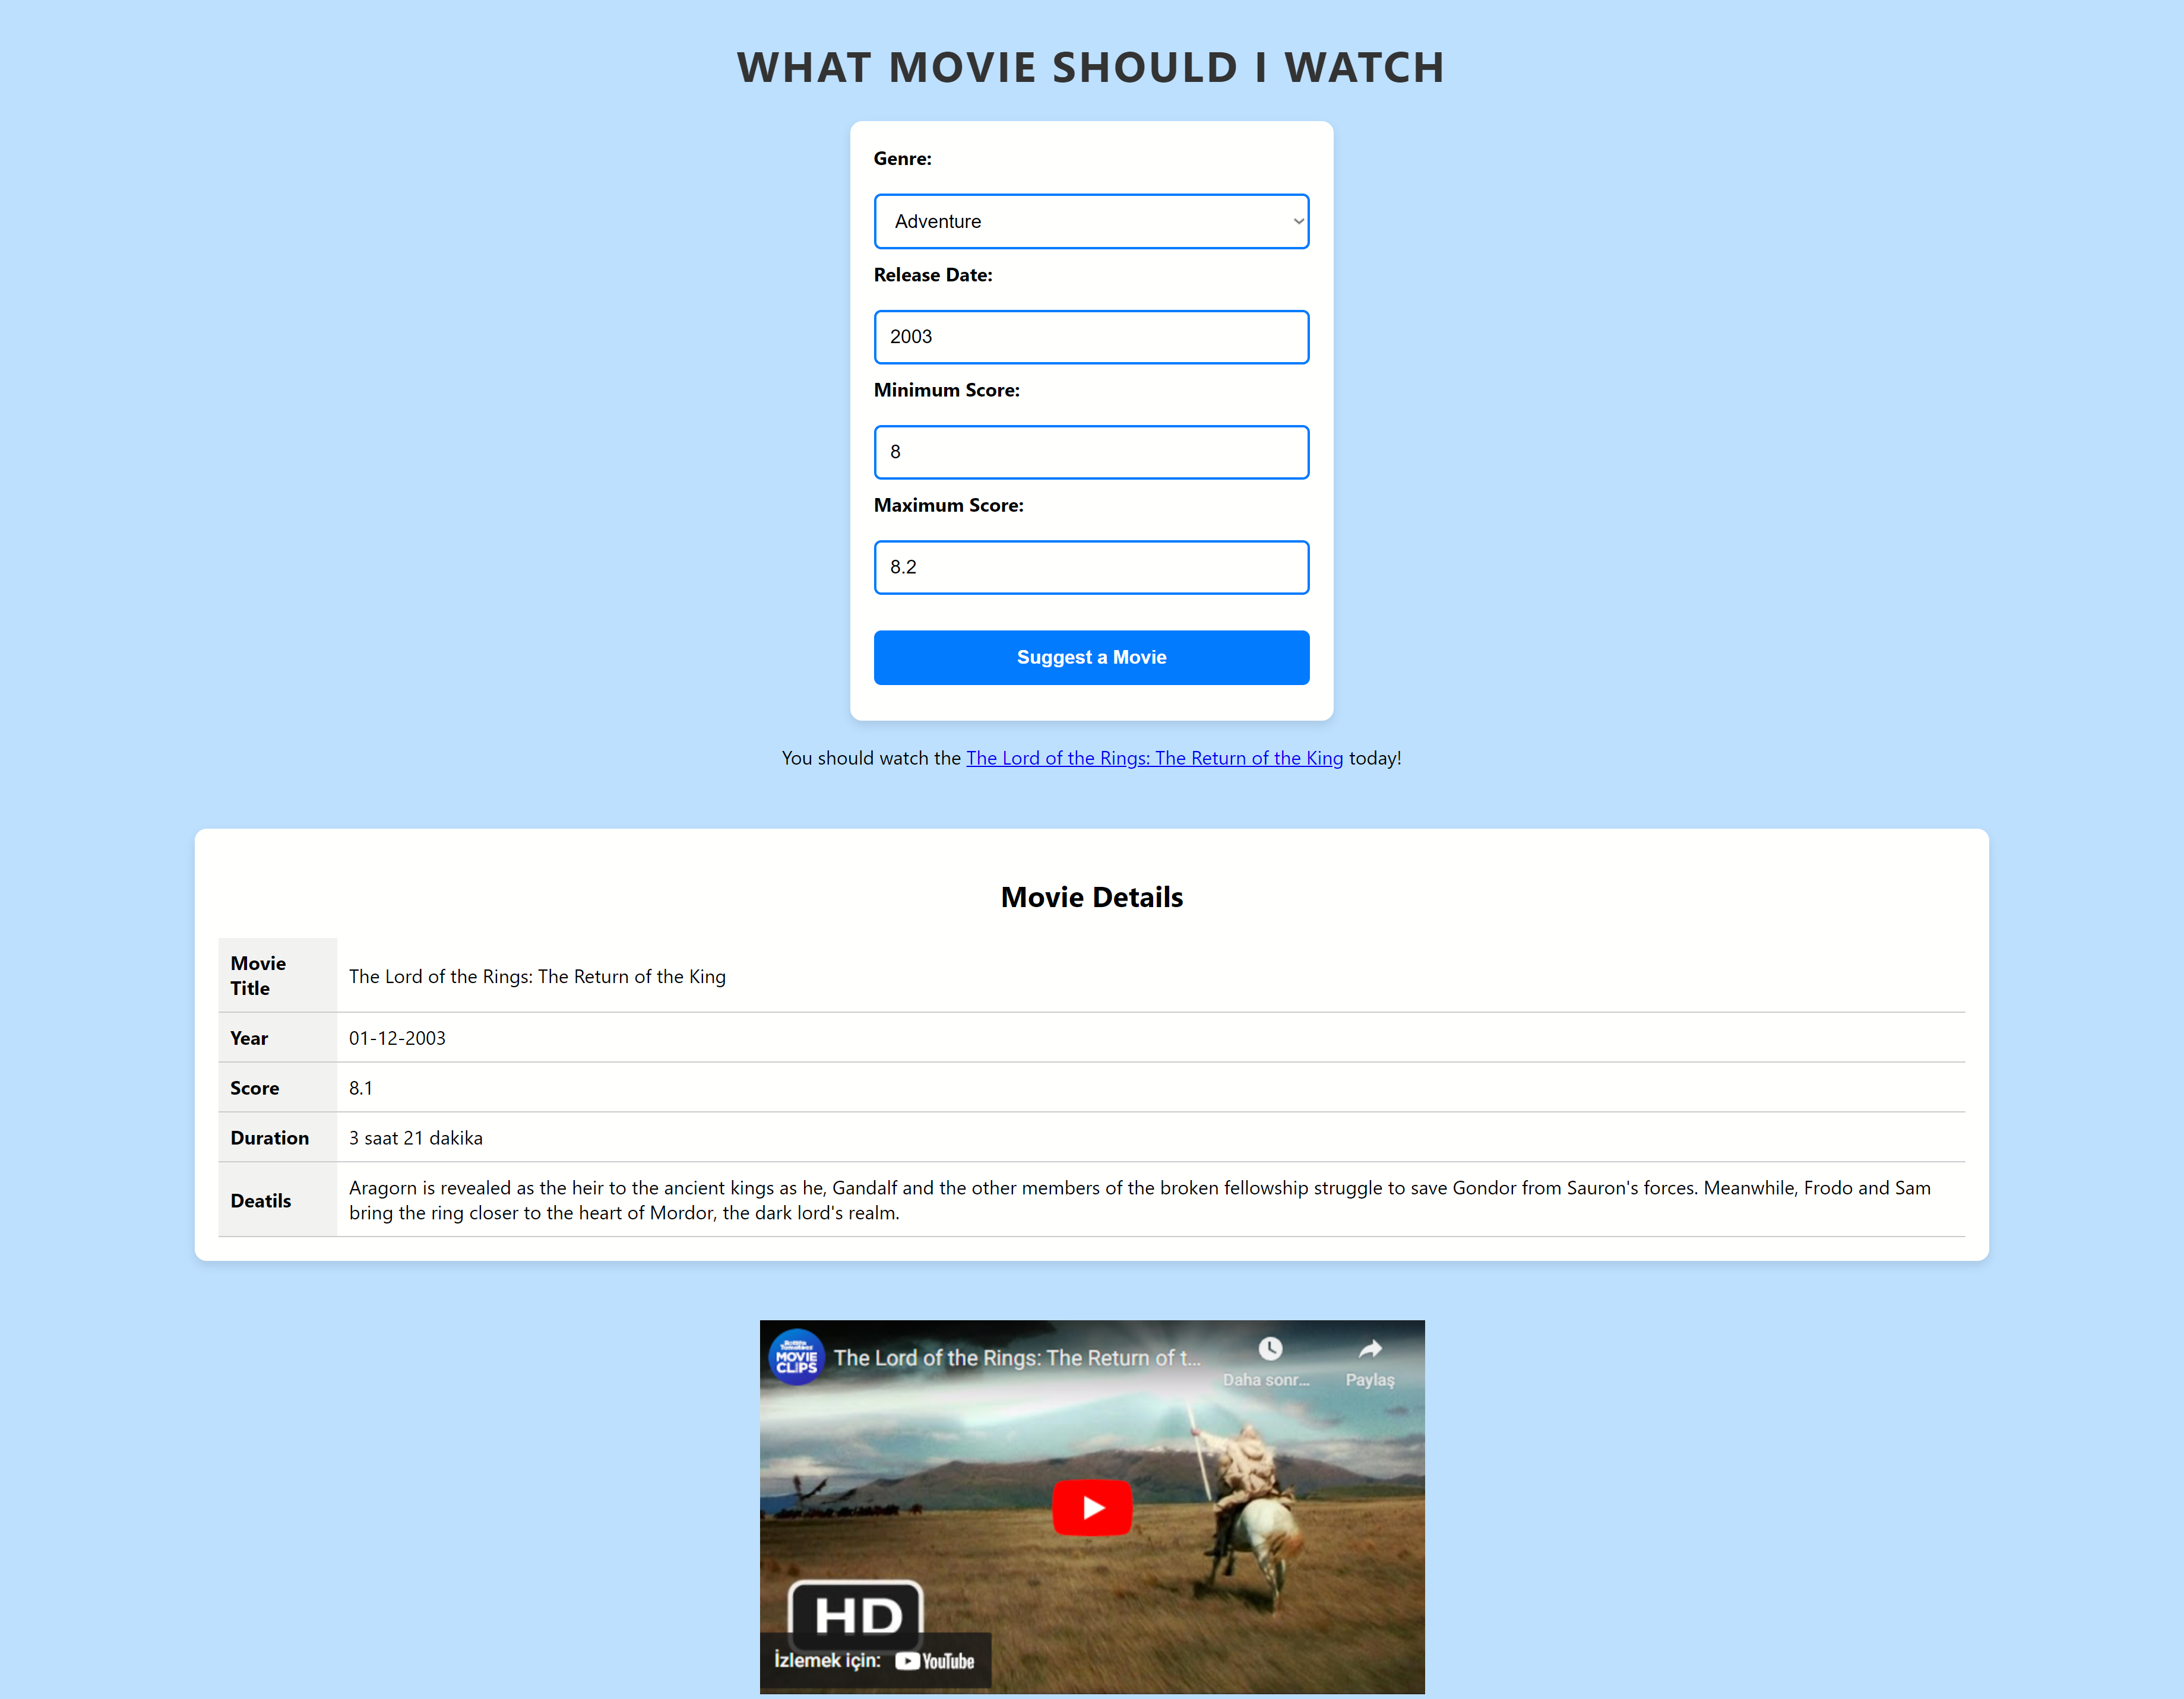 WHAT MOVIE SHOULD I WATCH
Genre:
Adventure
Release Date:
2003
Minimum Score:
8
Maximum Score:
8.2
Suggest a Movie
You should watch the The Lord of the Rings: The Return of the King today!
Movie Details
Movie
Title
The Lord of the Rings: The Return of the King
Year
01-12-2003
Score
8.1
Duration
3 saat 21 dakika
Deatils
Aragorn is revealed as the heir to the ancient kings as he, Gandalf and the other members of the broken fellowship struggle to save Gondor from Sauron's forces. Meanwhile, Frodo and Sam
bring the ring closer to the heart of Mordor, the dark lord's realm.
Rotten
Tomatoes
MOVIE
CLIPS
The Lord of the Rings: The Return of t...
Daha sonr...
Paylaş
HD
İzlemek için: YouTube